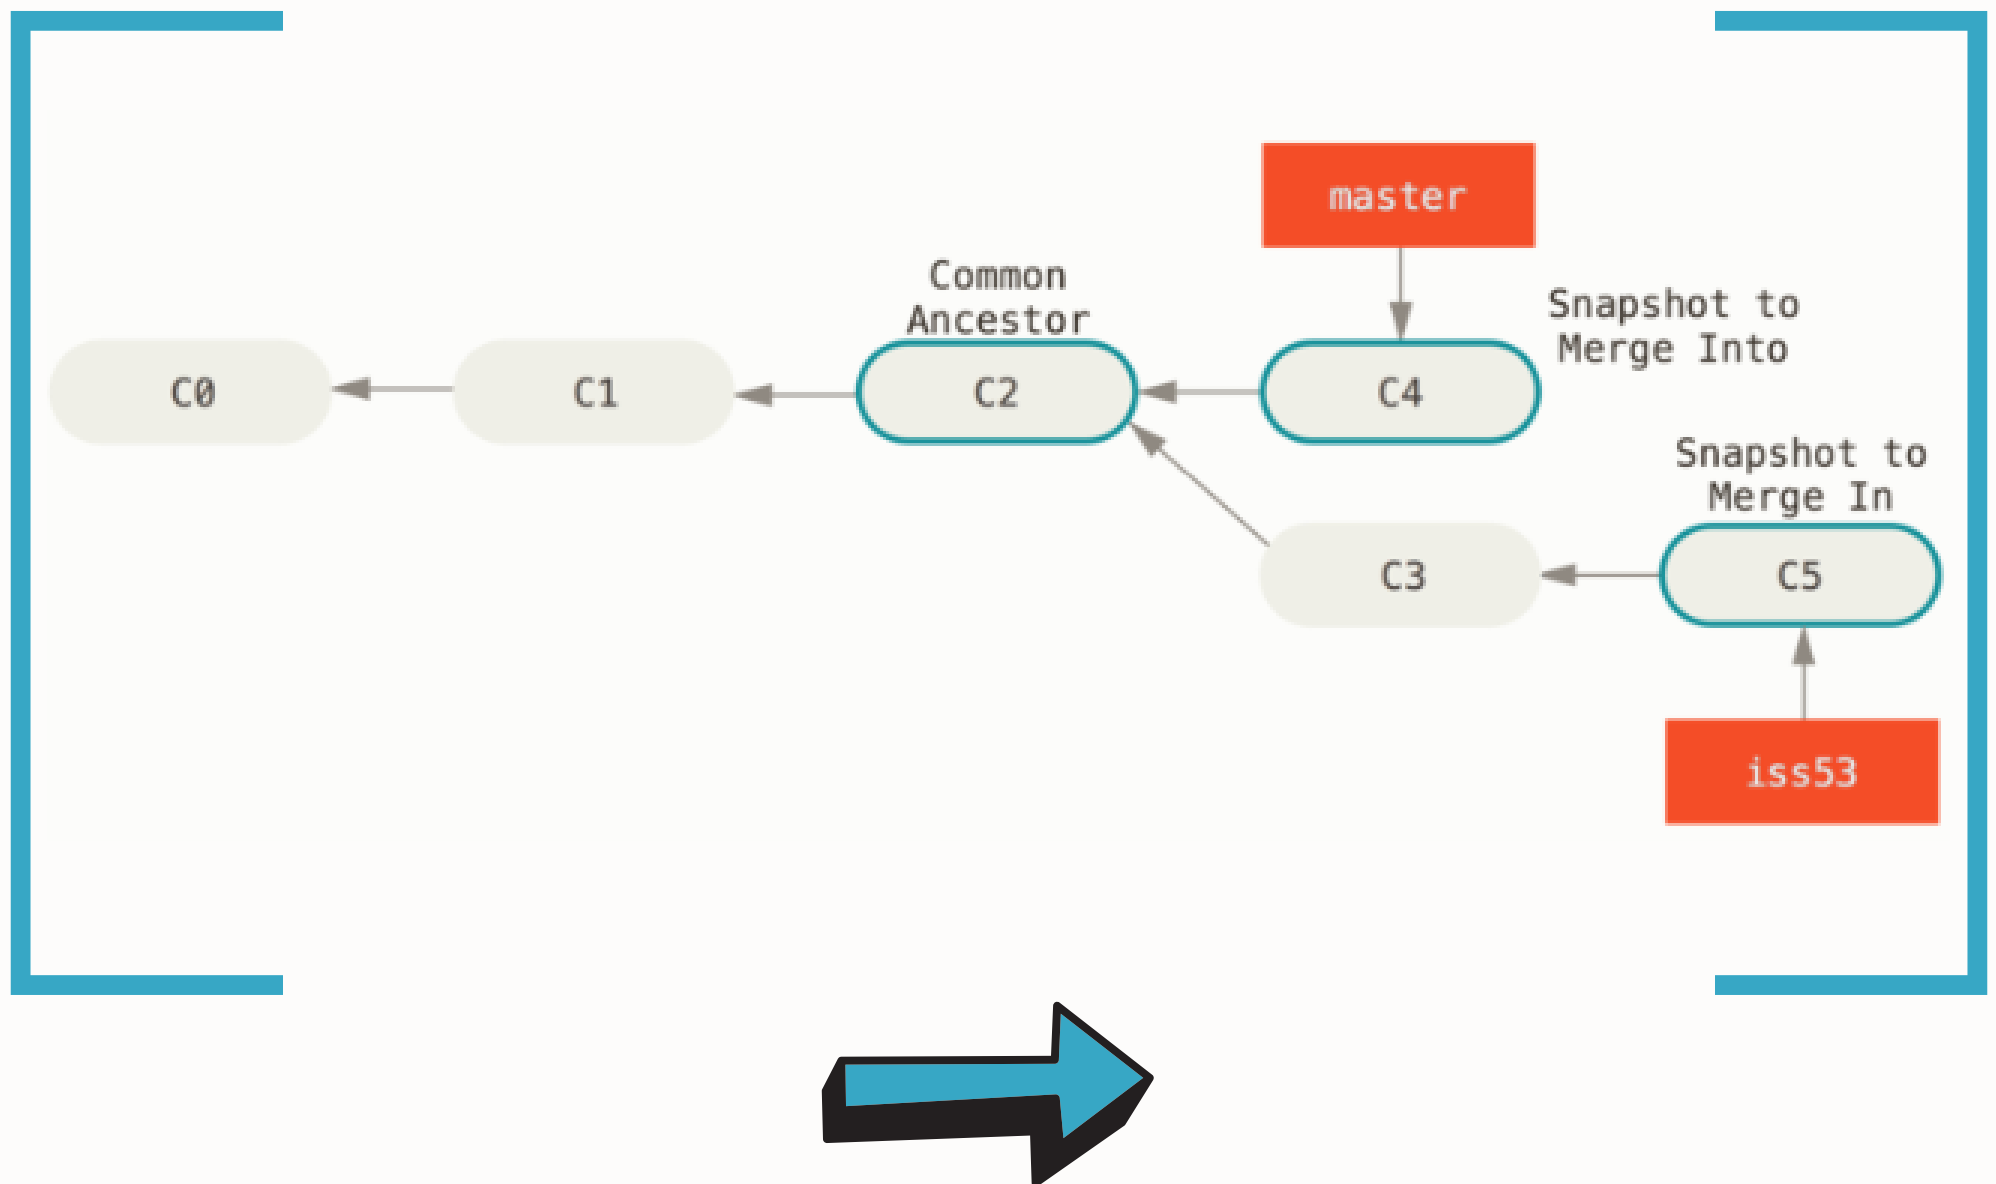 master
Common
Ancestor
Snapshot to
Merge Into
C0
C1
C2
C4
Snapshot to
Merge In
C3
C5
iss53